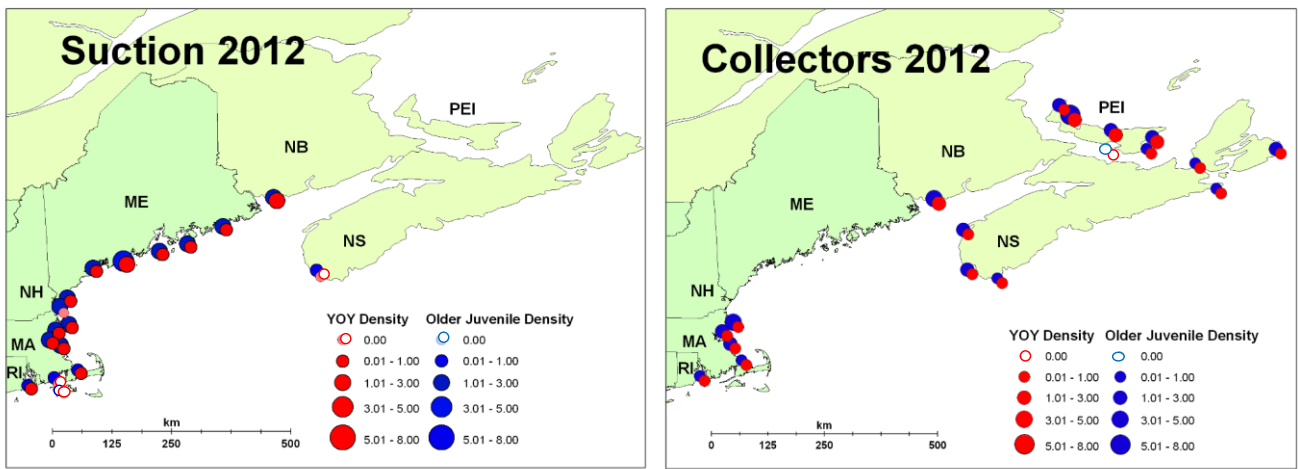 Suction 2012
PEI
NB
ME
NS
NH
MA
RI
YOY Density Older Juvenile Density
0.00 0.00
0.01 - 1.00 0.01 - 1.00
1.01 - 3.00 1.01 - 3.00
3.01 - 5.00 3.01 - 5.00
5.01 - 8.00 5.01 - 8.00
km
0 125 250 500
Collectors 2012
PEI
NB
ME
NS
NH
MA
RI
YOY Density Older Juvenile Density
0.00 0.00
0.01 - 1.00 0.01 - 1.00
1.01 - 3.00 1.01 - 3.00
3.01 - 5.00 3.01 - 5.00
5.01 - 8.00 5.01 - 8.00
km
0 125 250 500